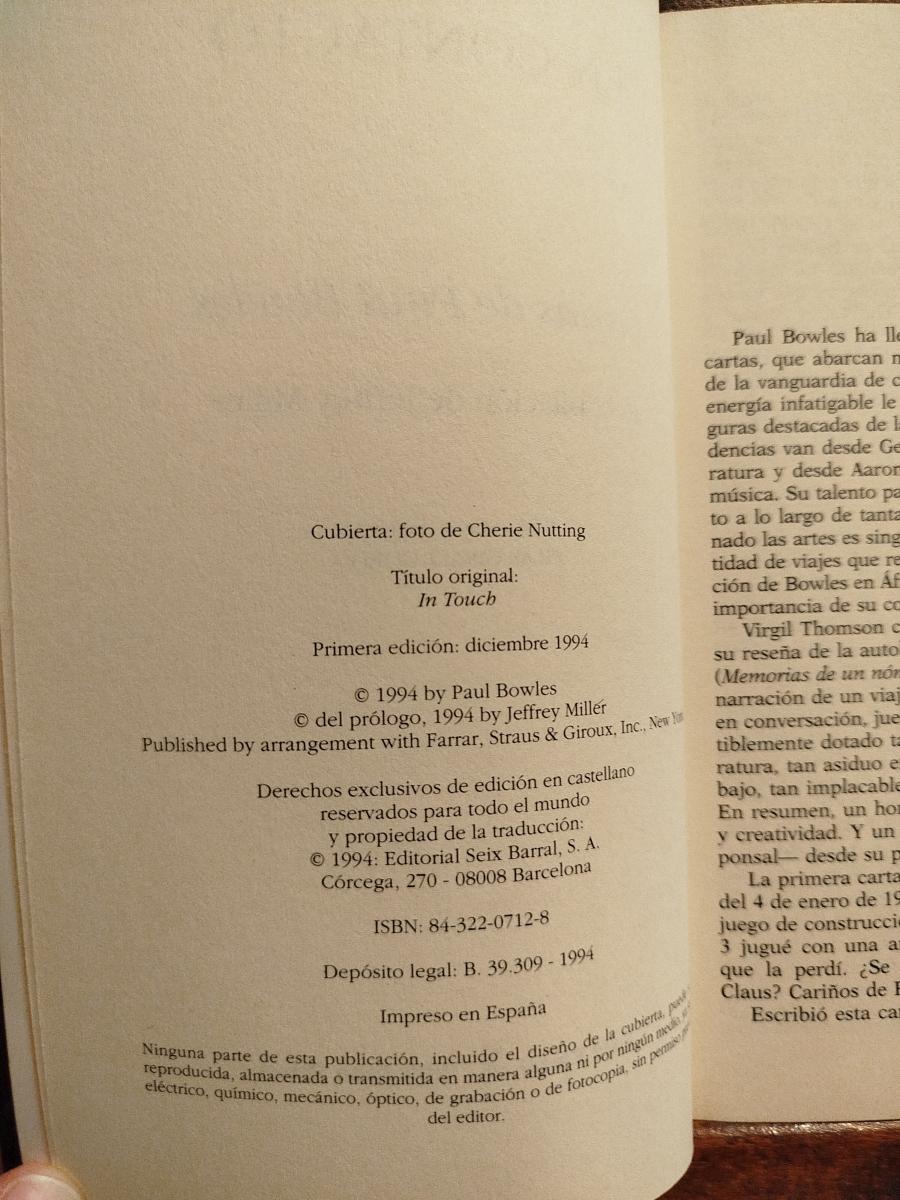 Cubierta: foto de Cherie Nutting
Título original:
In Touch
Primera edición: diciembre 1994
© 1994 by Paul Bowles
© del prólogo, 1994 by Jeffrey Miller
Published by arrangement with Farrar, Straus & Giroux, Inc., New York
Derechos exclusivos de edición en castellano
reservados para todo el mundo
y propiedad de la traducción:
© 1994: Editorial Seix Barral, S. A.
Córcega, 270 - 08008 Barcelona
ISBN: 84-322-0712-8
Depósito legal: B. 39.309 - 1994
Impreso en España
Ninguna parte de esta publicación, incluido el diseño de la cubierta, puede
reproducida, almacenada o transmitida en manera alguna ni por ningún medio,
eléctrico, químico, mecánico, óptico, de grabación o de fotocopia, sin permiso
del editor.
Paul Bowles ha
cartas, que abarcan
de la vanguardia de
energía infatigable le
guras destacadas de
dencias van desde
ratura y desde Aaron
música. Su talento
to a lo largo de
nado las artes es
tidad de viajes que
ción de Bowles en
importancia de su
Virgil Thomson
su reseña de la
(Memorias de un
narración de un
en conversación,
tiblemente dotado
ratura, tan asiduo
bajo, tan
En resumen, un
y creatividad. Y un
ponsal— desde su
La primera carta
del 4 de enero de
juego de
3 jugué con una
que la perdí. ¿Se
Claus? Cariños de
Escribió esta